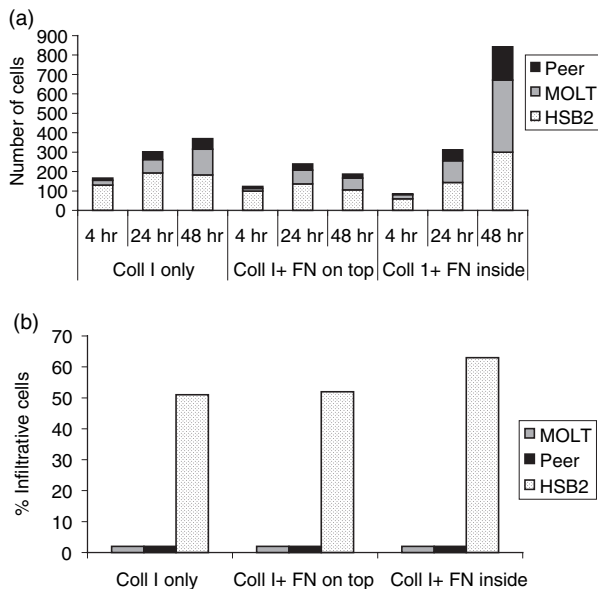 (a)
Number of cells
900
800
700
600
500
400
300
200
100
0
4 hr 24 hr 48 hr 4 hr 24 hr 48 hr 4 hr 24 hr 48 hr
Coll I only Coll I+ FN on top Coll 1+ FN inside
Peer
MOLT
HSB2
(b)
% Infiltrative cells
70
60
50
40
30
20
10
0
Coll I only Coll I+ FN on top Coll I+ FN inside
MOLT
Peer
HSB2